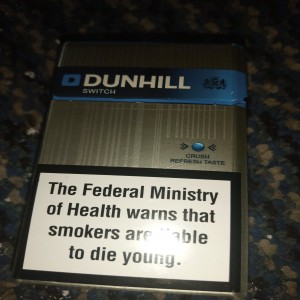 DUNHILL
SWITCH
CRUSH
REFRESH TASTE
The Federal Ministry
of Health warns that
smokers are liable
to die young.